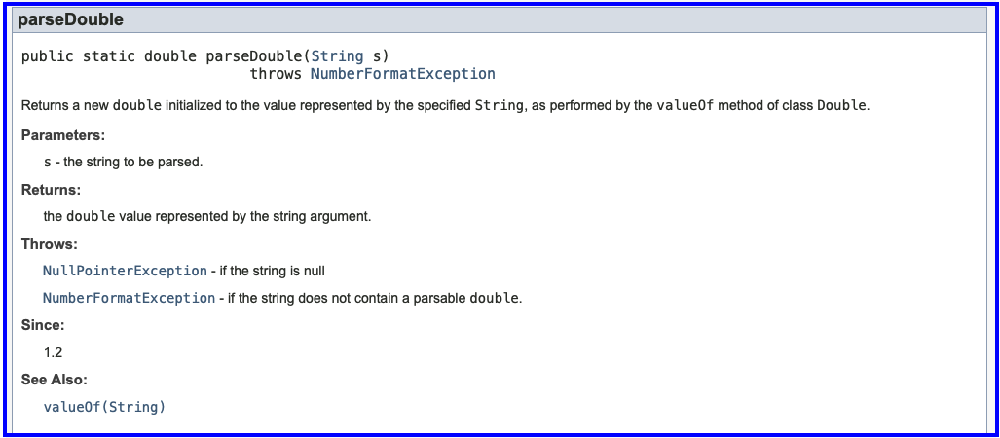 parseDouble
public static double parseDouble(String s)
throws NumberFormatException
Returns a new double initialized to the value represented by the specified String, as performed by the valueOf method of class Double.
Parameters:
s - the string to be parsed.
Returns:
the double value represented by the string argument.
Throws:
NullPointerException - if the string is null
NumberFormatException - if the string does not contain a parsable double.
Since:
1.2
See Also:
valueOf(String)